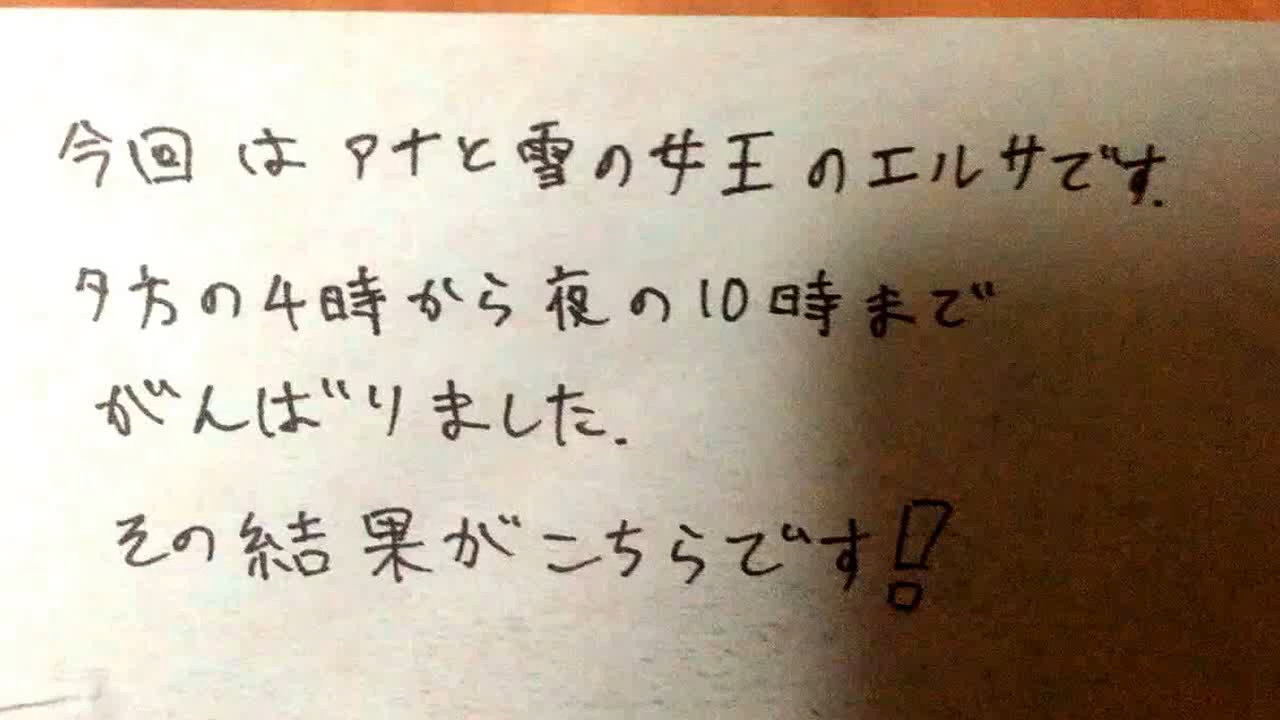 今回はアナと雪の女王のエルサです.
夕方の4時から夜の10時まで
がんばりました.
その結果がこちらです!